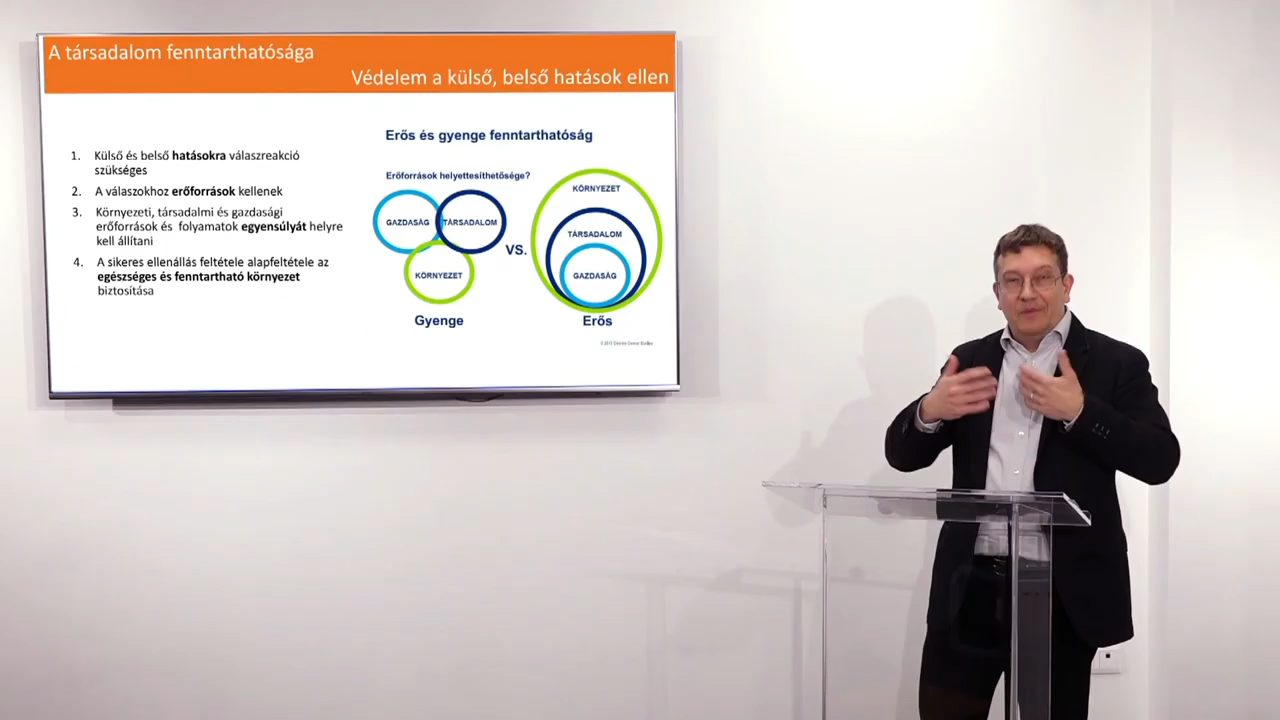 A társadalom fenntarthatósága
Védelem a külső, belső hatások ellen
1. Külső és belső hatásokra válaszreakció
szükséges
2. A válaszokhoz erőforrások kellenek
3. Környezeti, társadalmi és gazdasági
erőforrások és folyamatok egyensúlyát helyre
kell állítani
4. A sikeres ellenállás feltétele alapfeltétele az
egészséges és fenntartható környezet
biztosítása
Erős és gyenge fenntarthatóság
Erőforrások helyettesíthetősége?
GAZDASÁG
TÁRSADALOM
KÖRNYEZET
Gyenge
VS.
KÖRNYEZET
TÁRSADALOM
GAZDASÁG
Erős